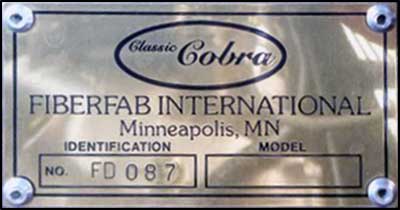 Classic Cobra
FIBERFAB INTERNATIONAL
Minneapolis, MN
IDENTIFICATION MODEL
NO. FD 087